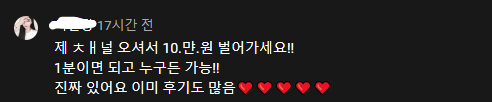 17시간 전
제 ㅊㅐ널 오셔서 10.먄.원 벌어가세요!!
1분이면 되고 누구든 가능!!
진짜 있어요 이미 후기도 많음❤❤❤❤❤